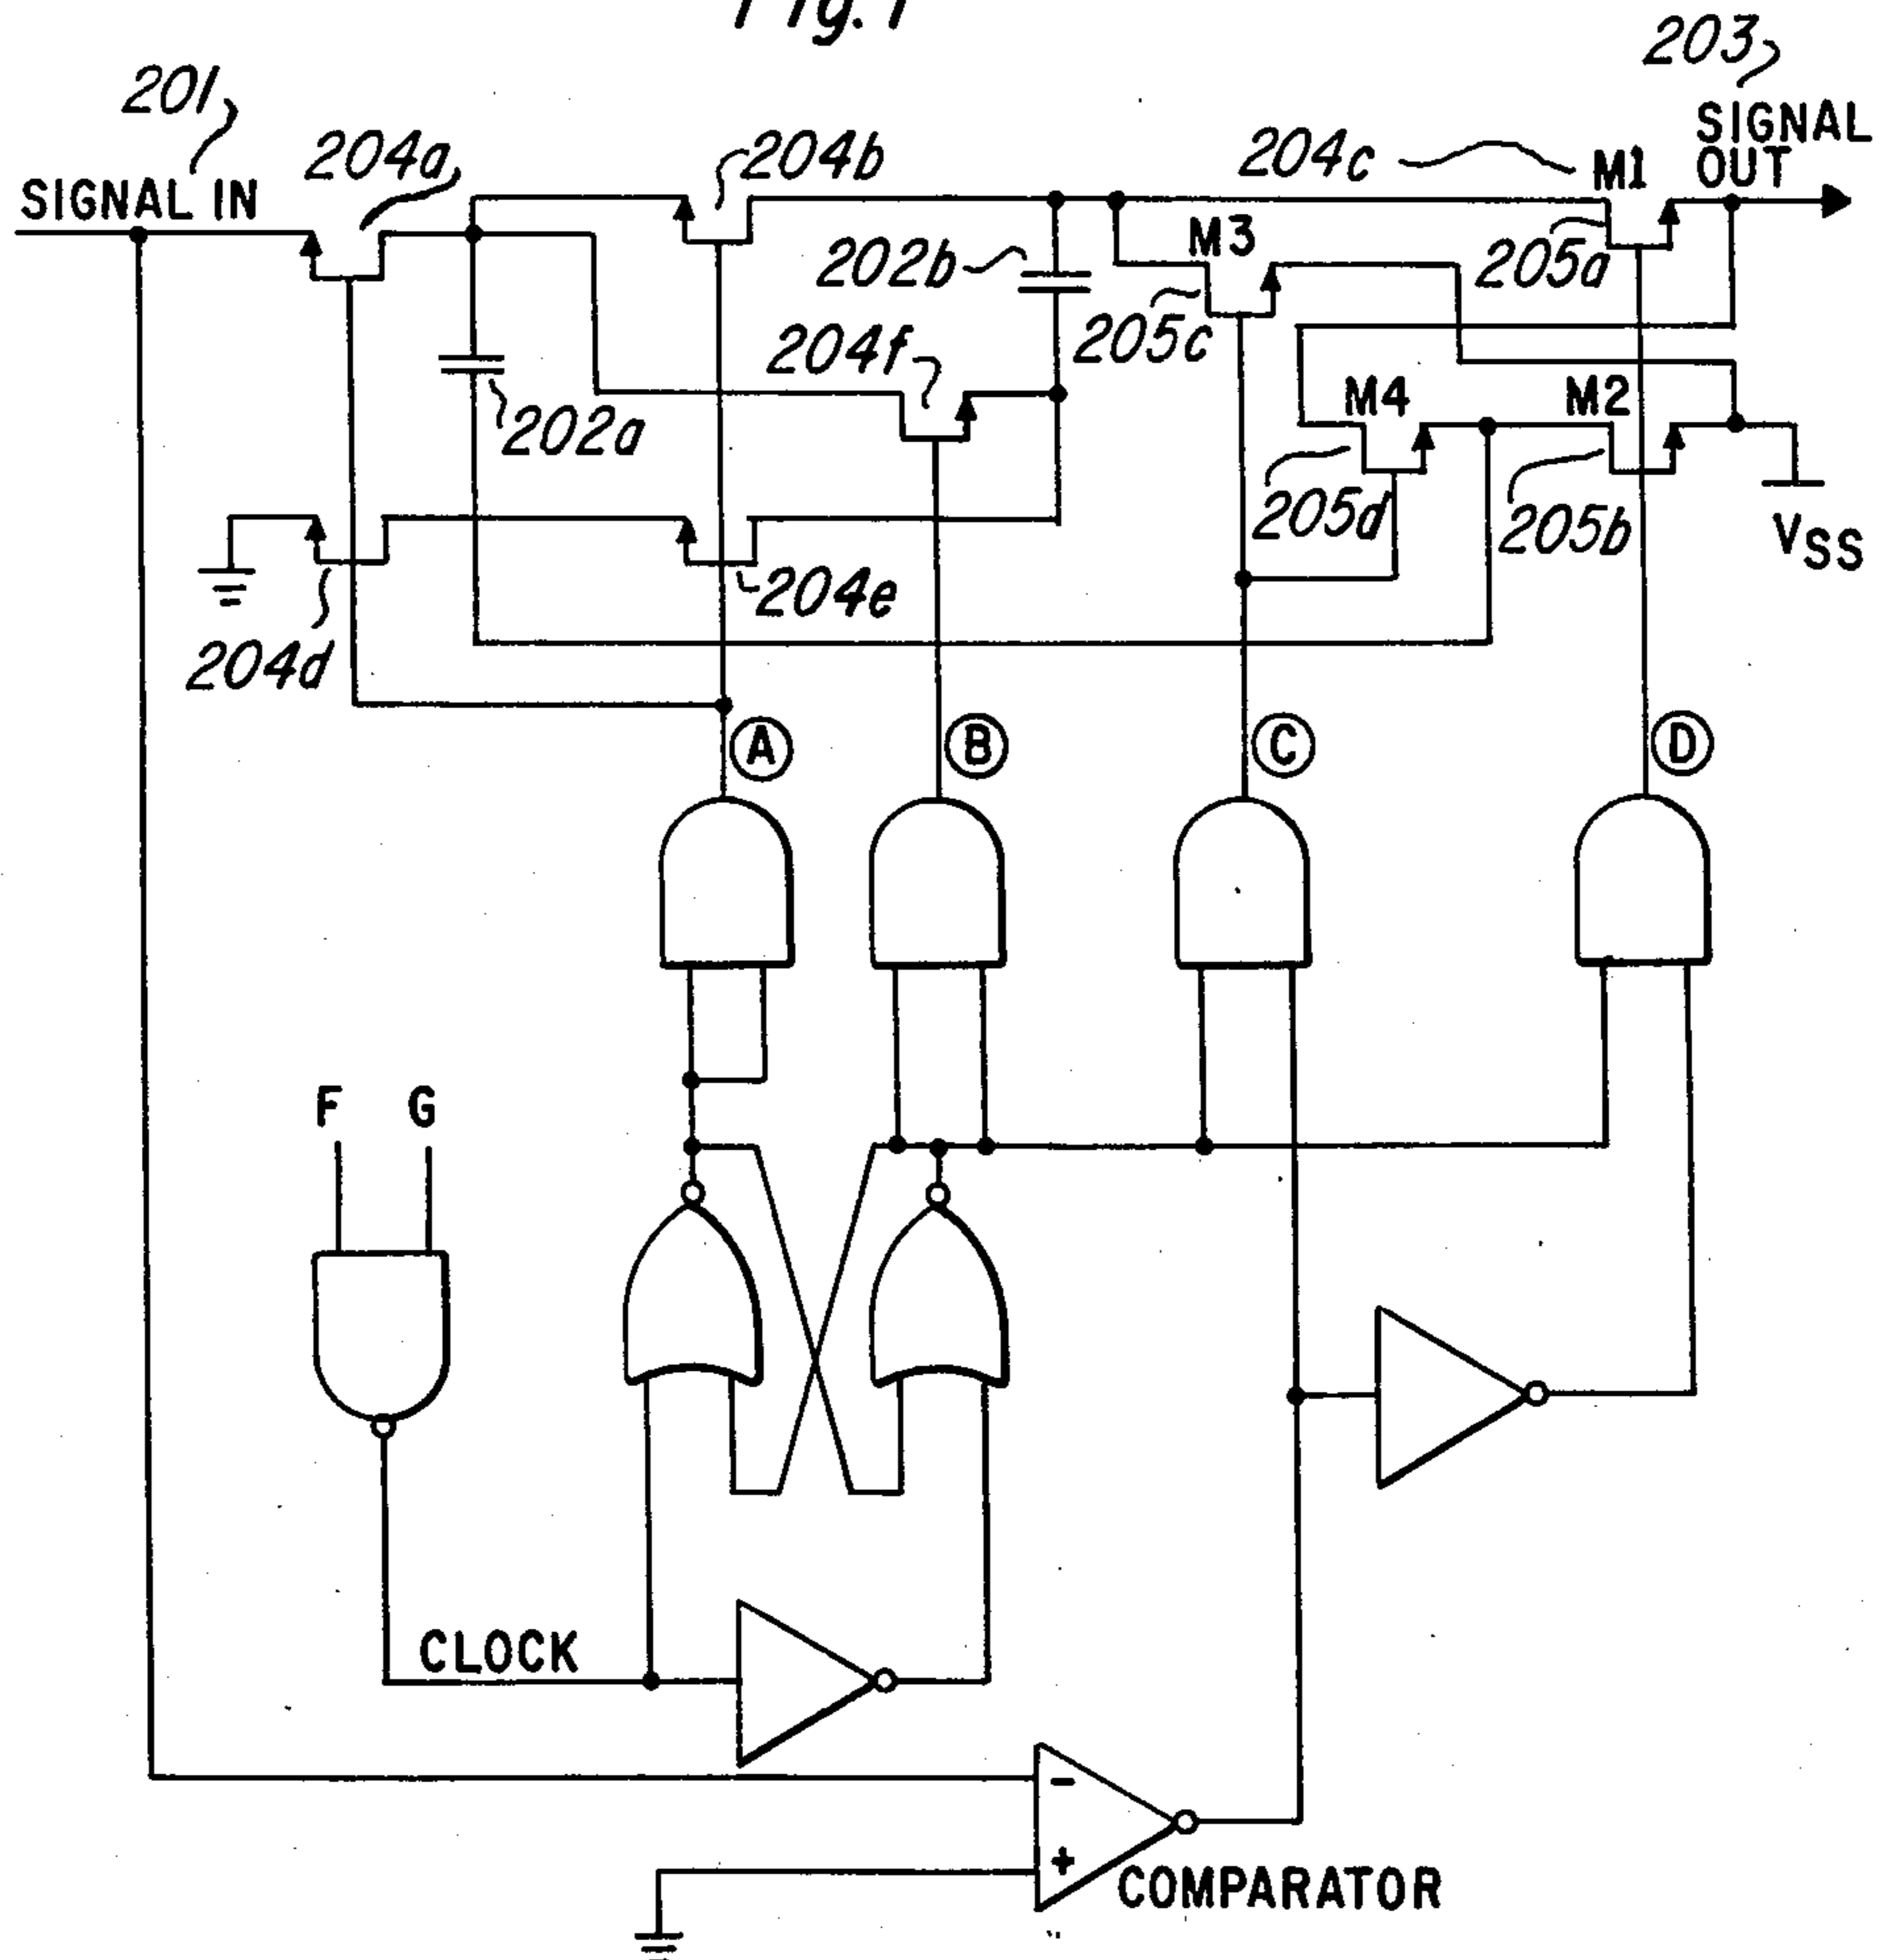 Fig. 1
201
203
SIGNAL IN
204a
204b
204c
M1
SIGNAL
OUT
M3
202b
205a
205c
204f
202a
M4
M2
205d
205b
VSS
204e
204d
A
B
C
D
F
G
CLOCK
-
+
COMPARATOR